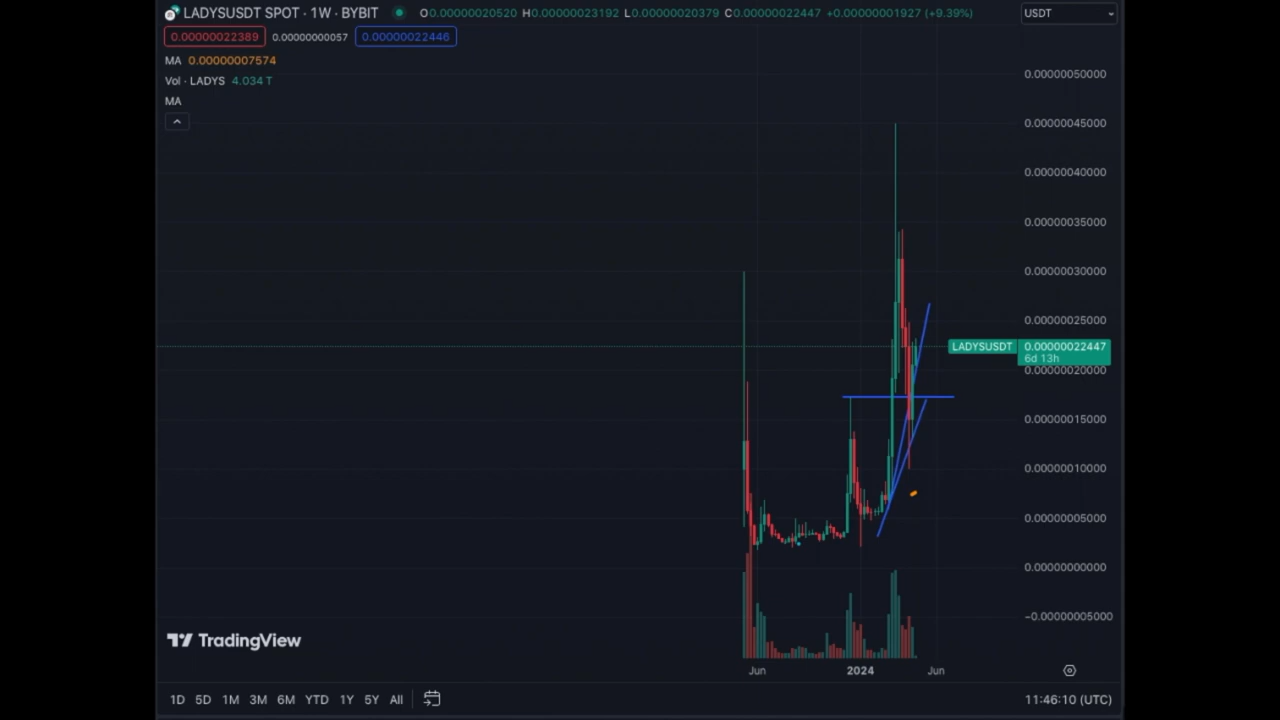 LADYSUSDT SPOT · 1W · BYBIT O0.00000020520 H0.00000023192 L0.00000020379 C0.00000022447 +0.00000001927 (+9.39%) USDT
0.00000022389 0.00000000057 0.00000022446
MA 0.00000007574
Vol · LADYS 4.034 T
MA
0.00000050000
0.00000045000
0.00000040000
0.00000035000
0.00000030000
0.00000025000
LADYSUSDT 0.00000022447
6d 13h
0.00000020000
0.00000015000
0.00000010000
0.00000005000
0.00000000000
−0.00000005000
TradingView
Jun 2024 Jun
1D 5D 1M 3M 6M YTD 1Y 5Y All 11:46:10 (UTC)